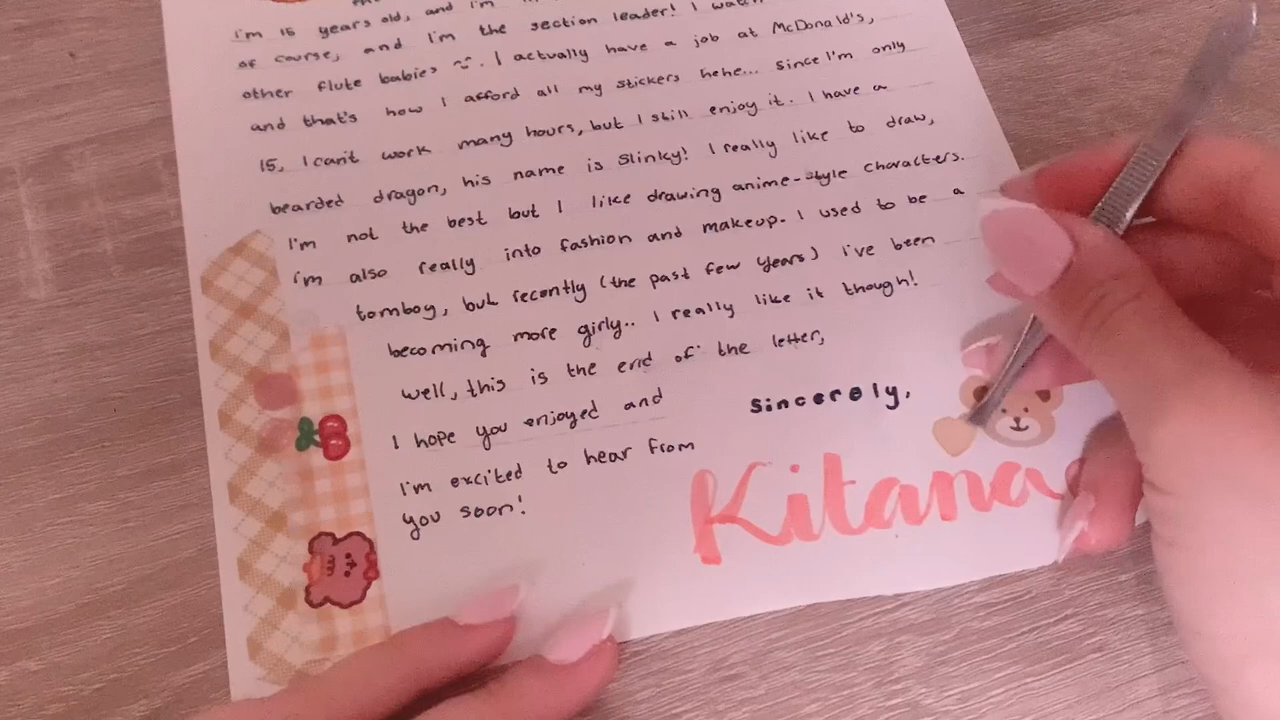 i'm 15 years old, and i'm
of course, and i'm the section leader! I
other flute babies ~. I actually have a job at McDonald's,
and that's how I afford all my stickers hehe... since I'm only
15, I can't work many hours, but I still enjoy it. I have a
bearded dragon, his name is Slinky! I really like to draw,
I'm not the best but I like drawing anime-style characters.
i'm also really into fashion and makeup. I used to be a
tomboy, but recently (the past few years) i've been
becoming more girly.. I really like it though!
well, this is the end of the letter,
I hope you enjoyed and
I'm excited to hear from
you soon!
Sincerely,
Kitana